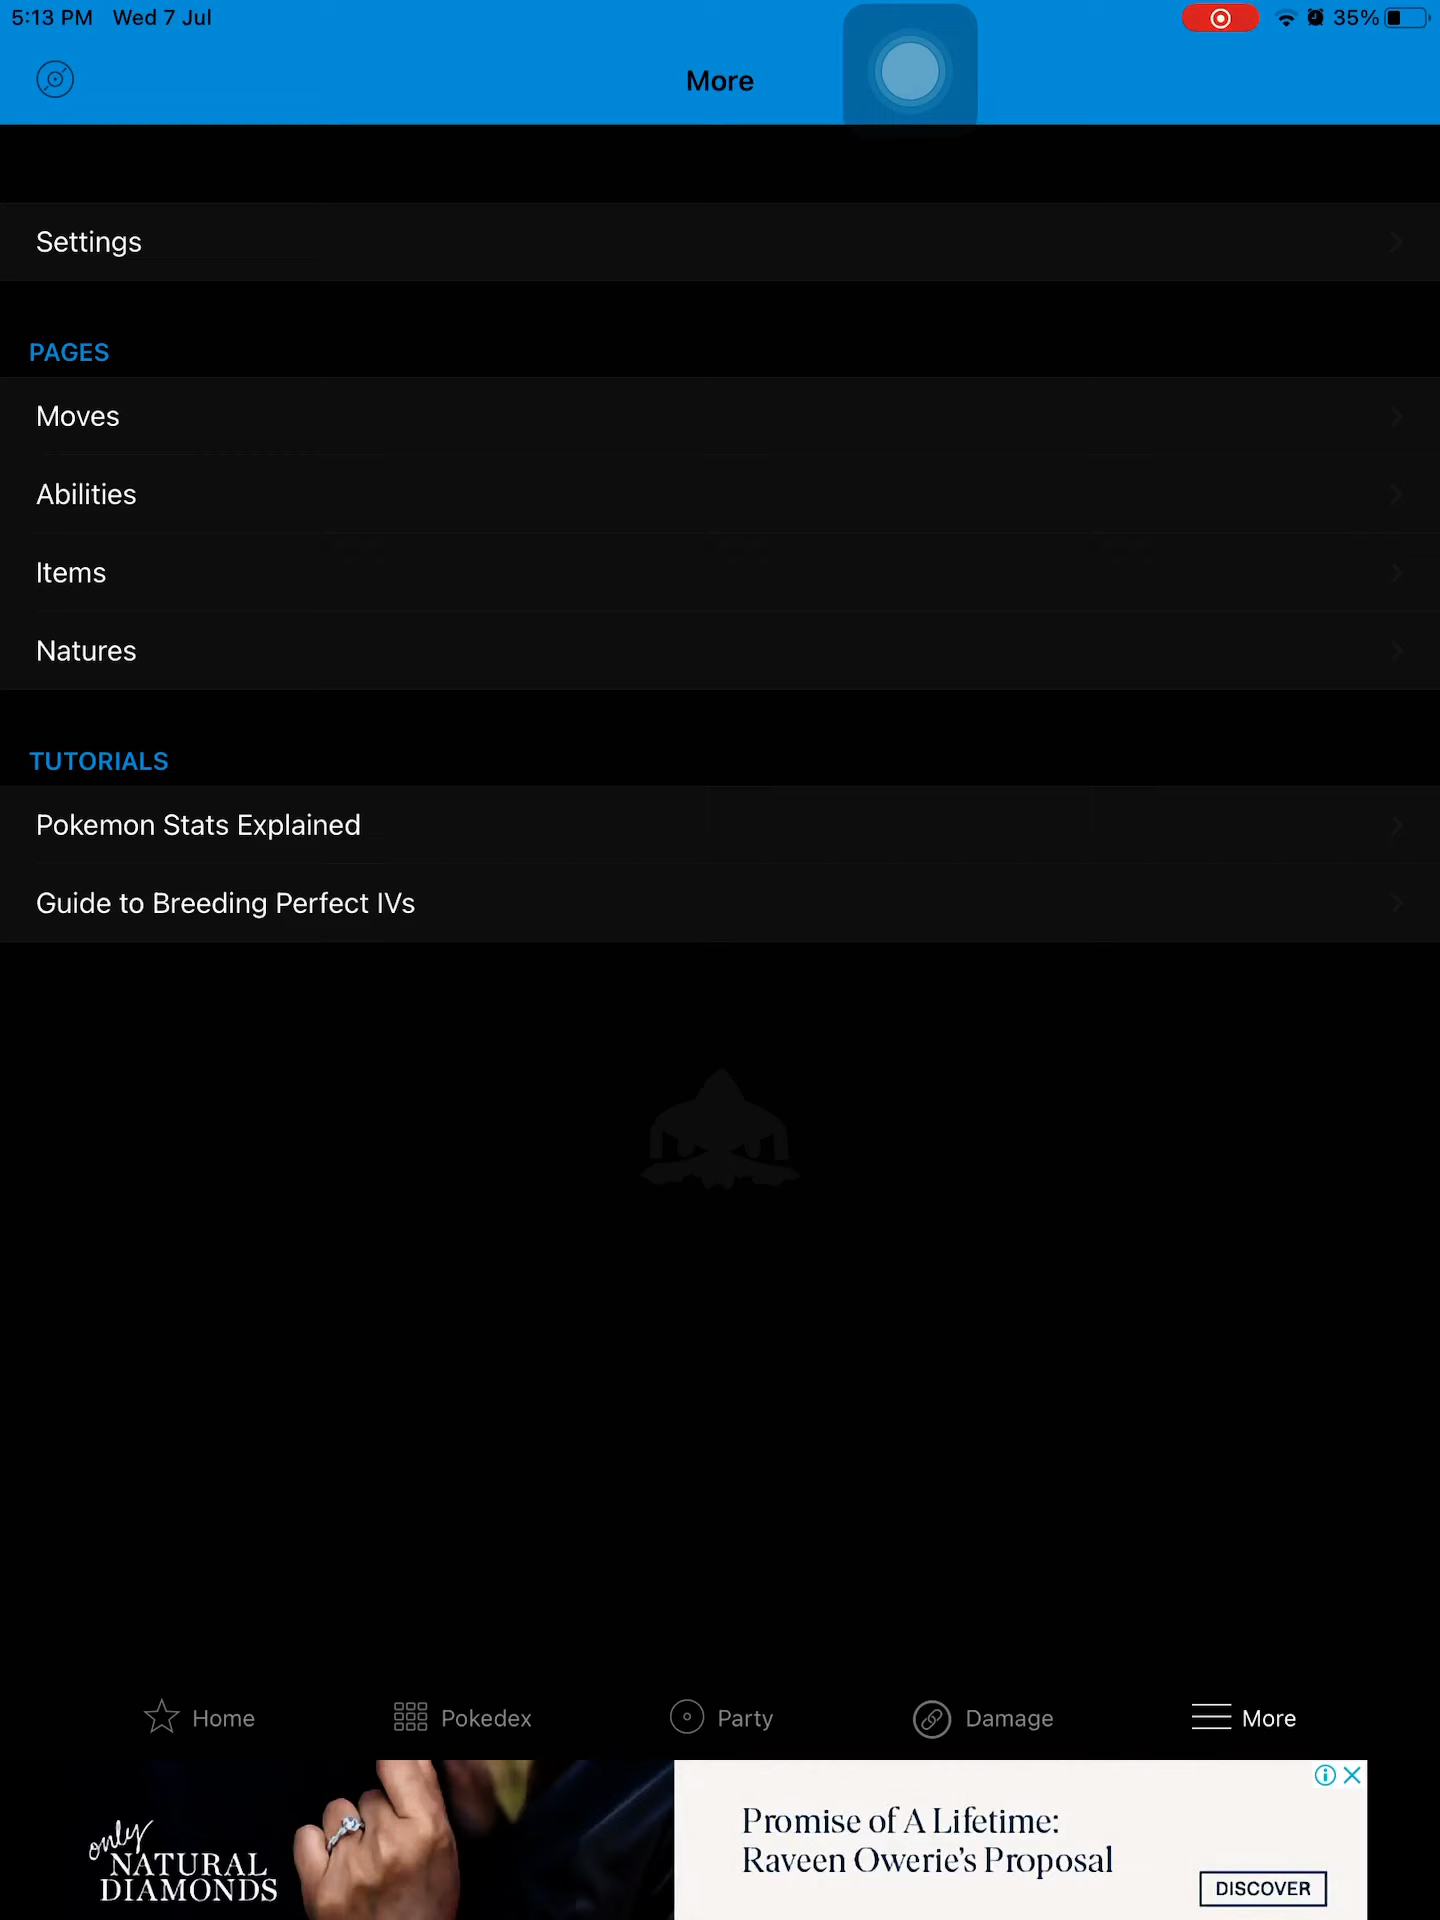 5:13 PM Wed 7 Jul 35%
More
Settings
PAGES
Moves
Abilities
Items
Natures
TUTORIALS
Pokemon Stats Explained
Guide to Breeding Perfect IVs
Home Pokedex Party Damage More
only
NATURAL
DIAMONDS
Promise of A Lifetime:
Raveen Owerie's Proposal
DISCOVER